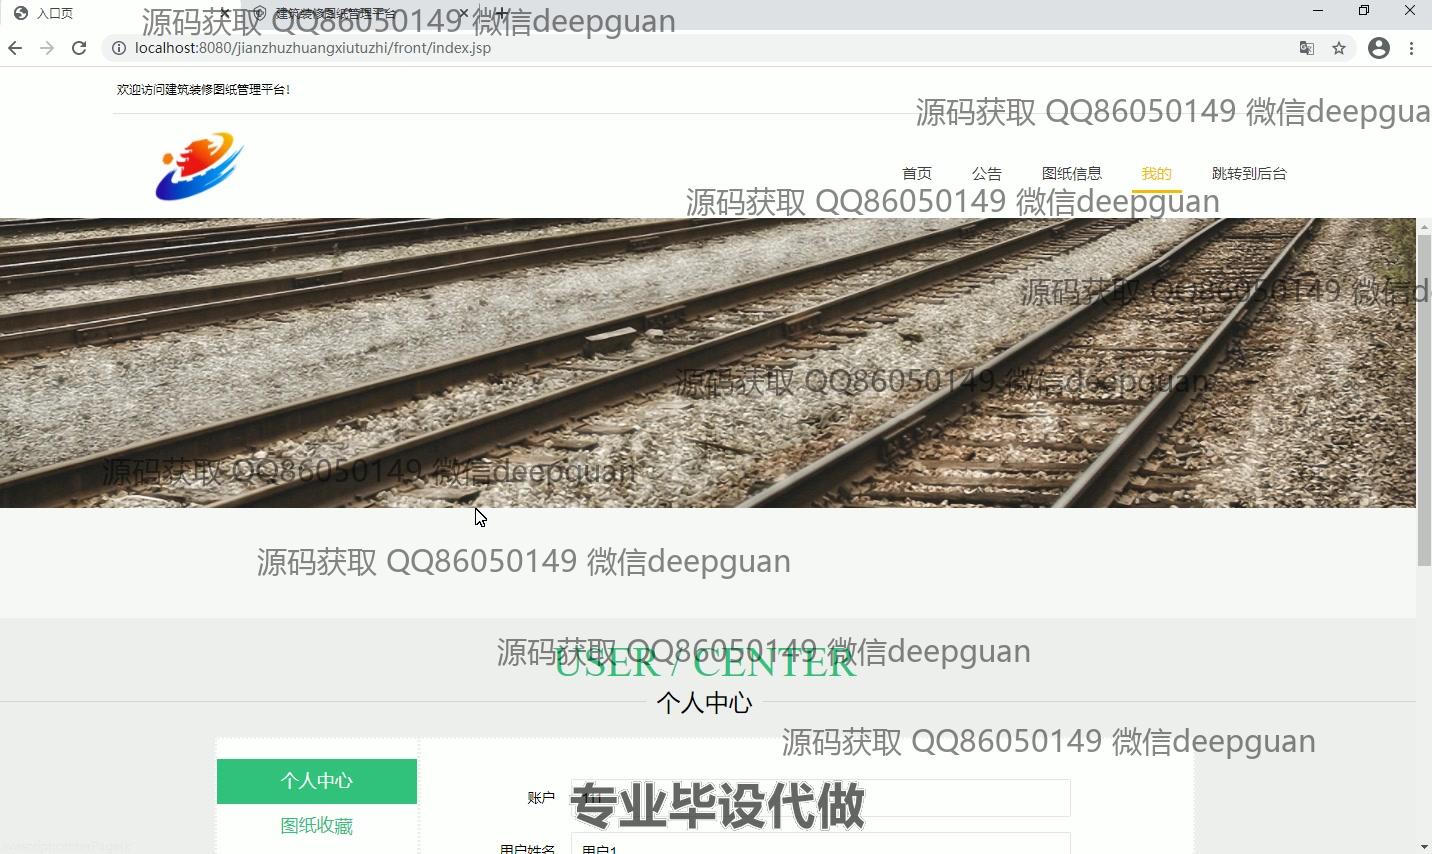 入口页
建筑装修图纸管理平台
源码获取 QQ86050149 微信deepguan
localhost:8080/jianzhuzhuangxiutuzhi/front/index.jsp
欢迎访问建筑装修图纸管理平台!
源码获取 QQ86050149 微信deepgua
首页 公告 图纸信息 我的 跳转到后台
源码获取 QQ86050149 微信deepguan
源码获取 QQ86050149 微信d
源码获取 QQ86050149 微信deepguan
源码获取 QQ86050149 微信deepguan
源码获取 QQ86050149 微信deepguan
源码获取 QQ86050149 微信deepguan
USER / CENTER
个人中心
源码获取 QQ86050149 微信deepguan
个人中心
账户 111
专业毕设代做
图纸收藏
用户姓名 用户1